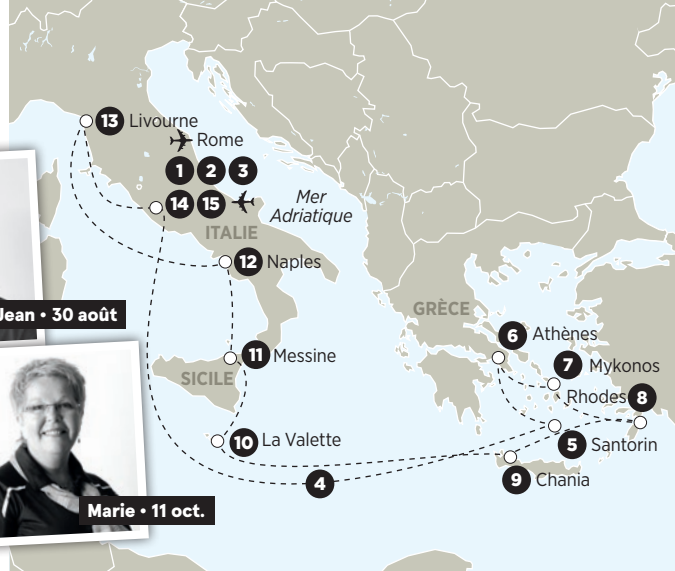 13 Livourne
Rome
1 2 3
14 15
Mer
Adriatique
ITALIE
12 Naples
Jean • 30 août
GRÈCE
6 Athènes
7 Mykonos
11 Messine
SICILE
Rhodes 8
10 La Valette
5 Santorin
4
9 Chania
Marie • 11 oct.